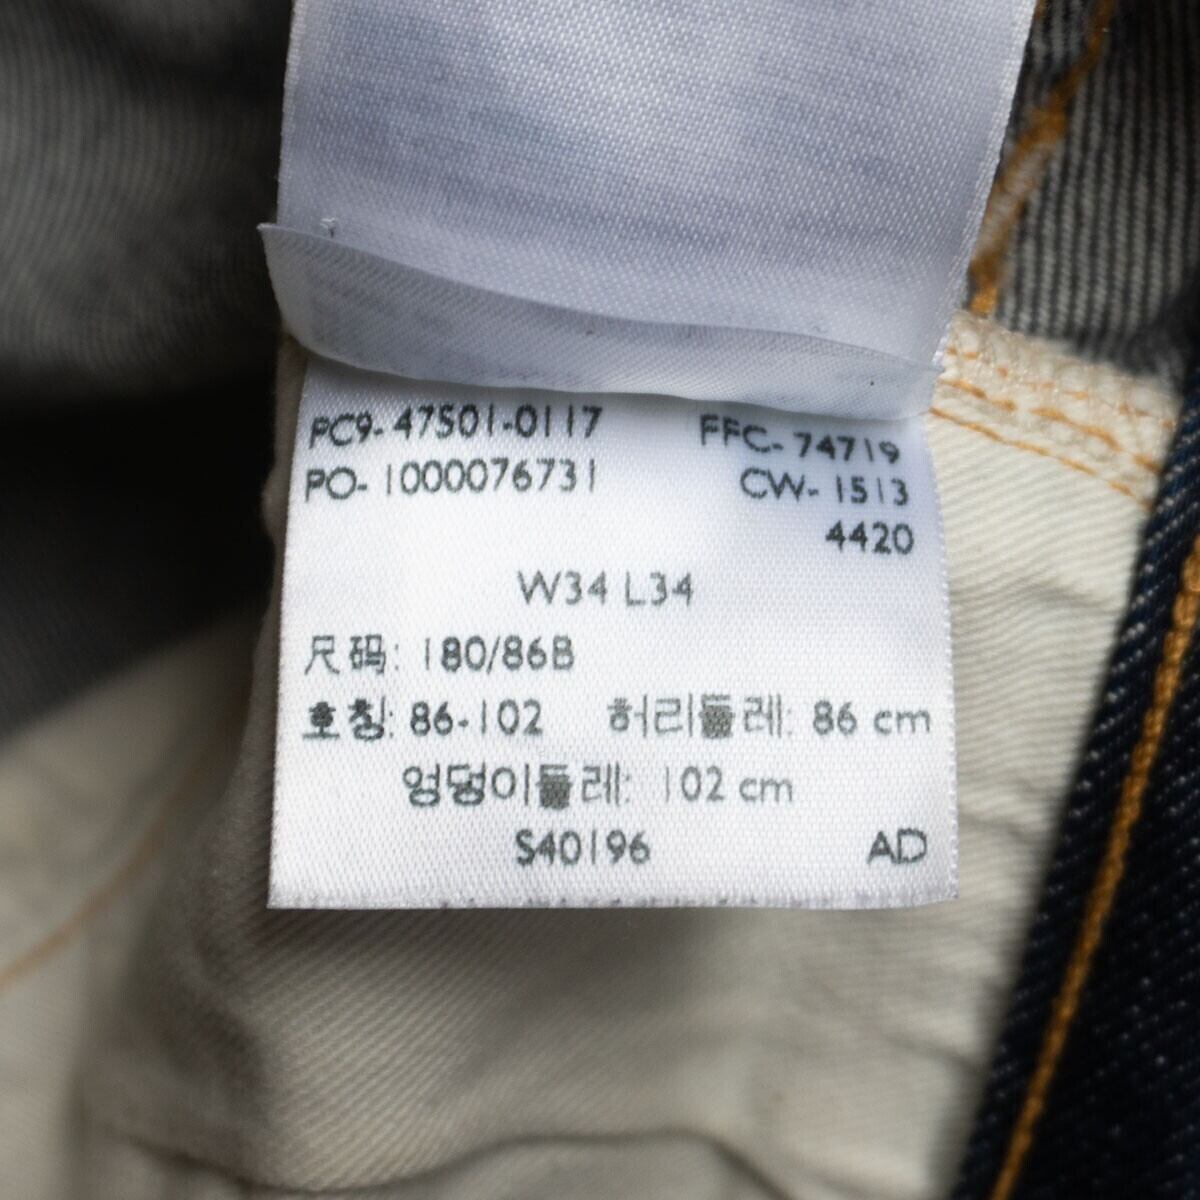 PC9- 47501-0117 FFC- 74719
PO- 1000076731 CW- 1513
4420
W34 L34
尺码: 180/86B
호칭: 86-102 허리둘레: 86 cm
엉덩이둘레: 102 cm
S40196 AD